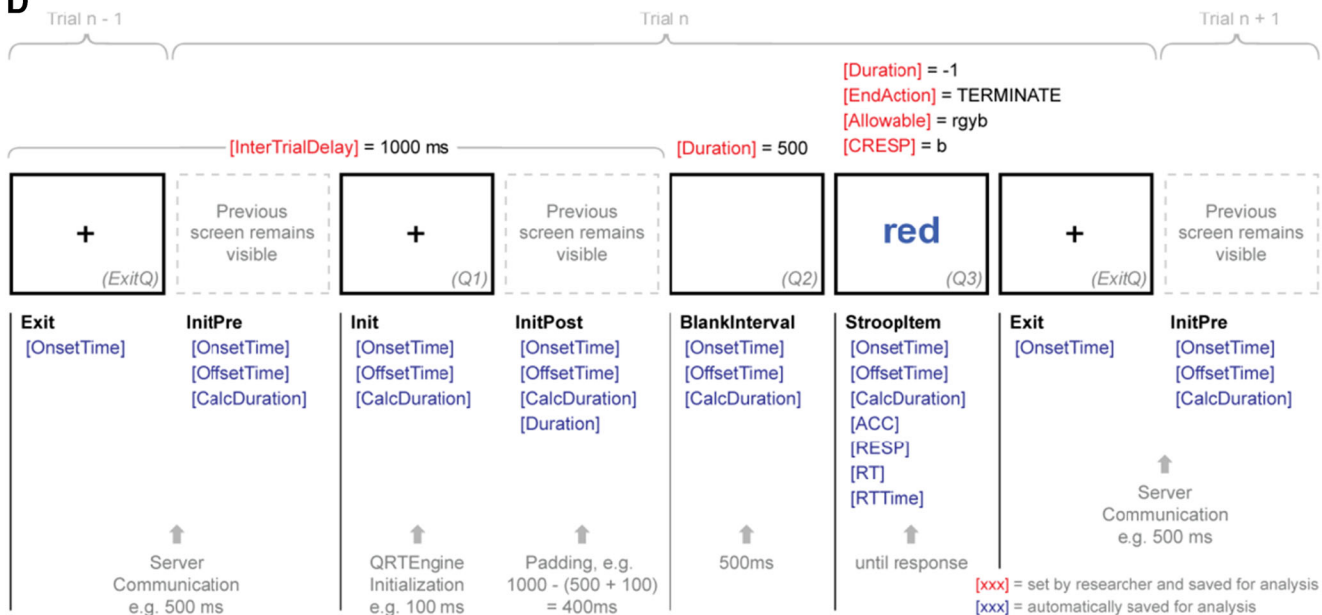 D
Trial n - 1
Trial n
Trial n + 1
[Duration] = -1
[EndAction] = TERMINATE
[Allowable] = rgyb
[CRESP] = b
[InterTrialDelay] = 1000 ms
[Duration] = 500
+
(ExitQ)
Previous
screen remains
visible
+
(Q1)
Previous
screen remains
visible
(Q2)
red
(Q3)
+
(ExitQ)
Previous
screen remains
visible
Exit
[OnsetTime]
InitPre
[OnsetTime]
[OffsetTime]
[CalcDuration]
Init
[OnsetTime]
[OffsetTime]
[CalcDuration]
InitPost
[OnsetTime]
[OffsetTime]
[CalcDuration]
[Duration]
BlankInterval
[OnsetTime]
[OffsetTime]
[CalcDuration]
StroopItem
[OnsetTime]
[OffsetTime]
[CalcDuration]
[ACC]
[RESP]
[RT]
[RTTime]
Exit
[OnsetTime]
InitPre
[OnsetTime]
[OffsetTime]
[CalcDuration]
Server
Communication
e.g. 500 ms
QRTEngine
Initialization
e.g. 100 ms
Padding, e.g.
1000 - (500 + 100)
= 400ms
500ms
until response
Server
Communication
e.g. 500 ms
[xxx] = set by researcher and saved for analysis
[xxx] = automatically saved for analysis